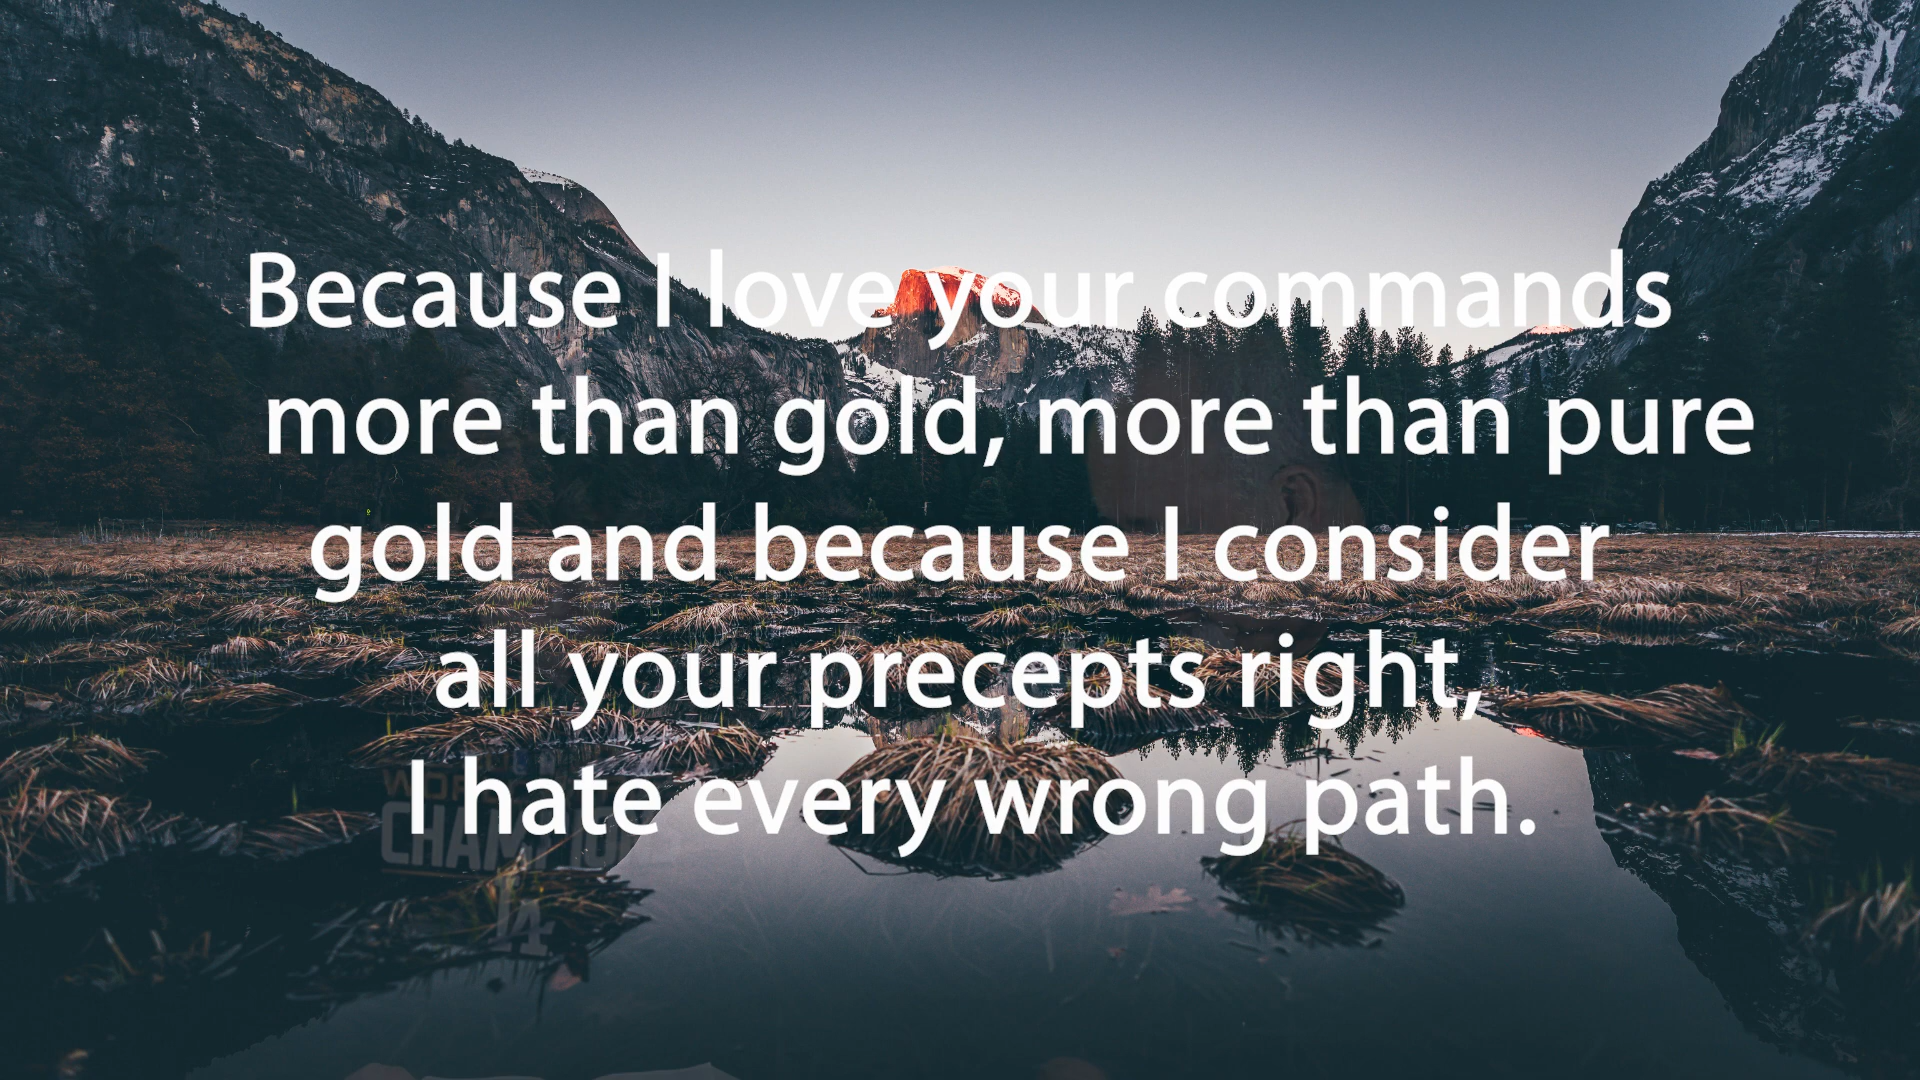 Because I love your commands
more than gold, more than pure
gold and because I consider
all your precepts right,
I hate every wrong path.
CHAMPIO